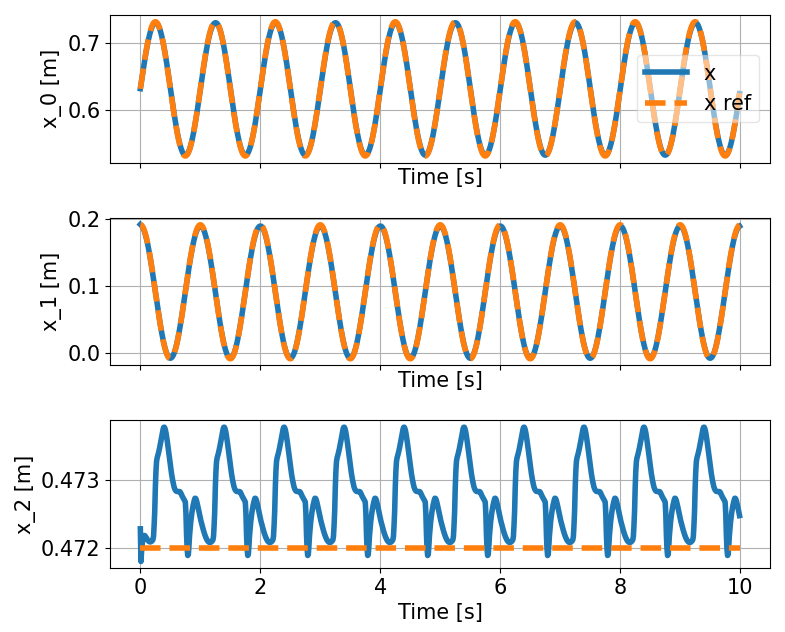 x_0 [m]
0.7
0.6
x
x ref
Time [s]
x_1 [m]
0.2
0.1
0.0
Time [s]
x_2 [m]
0.473
0.472
0 2 4 6 8 10
Time [s]